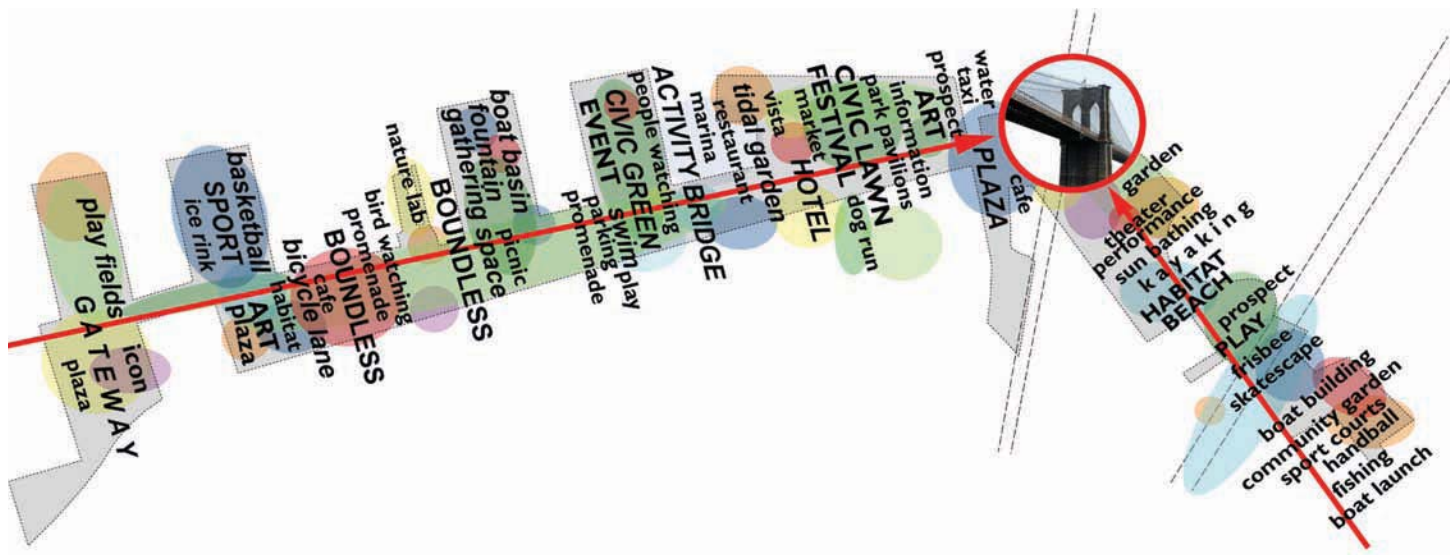 play fields
GATEWAY
icon
plaza
basketball
SPORT
ice rink
ART
plaza
habitat
bicycle lane
cafe
BOUNDLESS
promenade
bird watching
nature lab
BOUNDLESS
gathering space
fountain
boat basin
picnic
promenade
parking
EVENT
swim play
CIVIC GREEN
people watching
ACTIVITY BRIDGE
marina
restaurant
tidal garden
vista
market
HOTEL
FESTIVAL
dog run
CIVIC LAWN
park pavilions
information
ART
prospect
taxi
water
PLAZA
cafe
garden
theater
performance
sun bathing
kayaking
HABITAT
BEACH
prospect
PLAY
frisbee
skatescape
boat building
community garden
sport courts
handball
fishing
boat launch